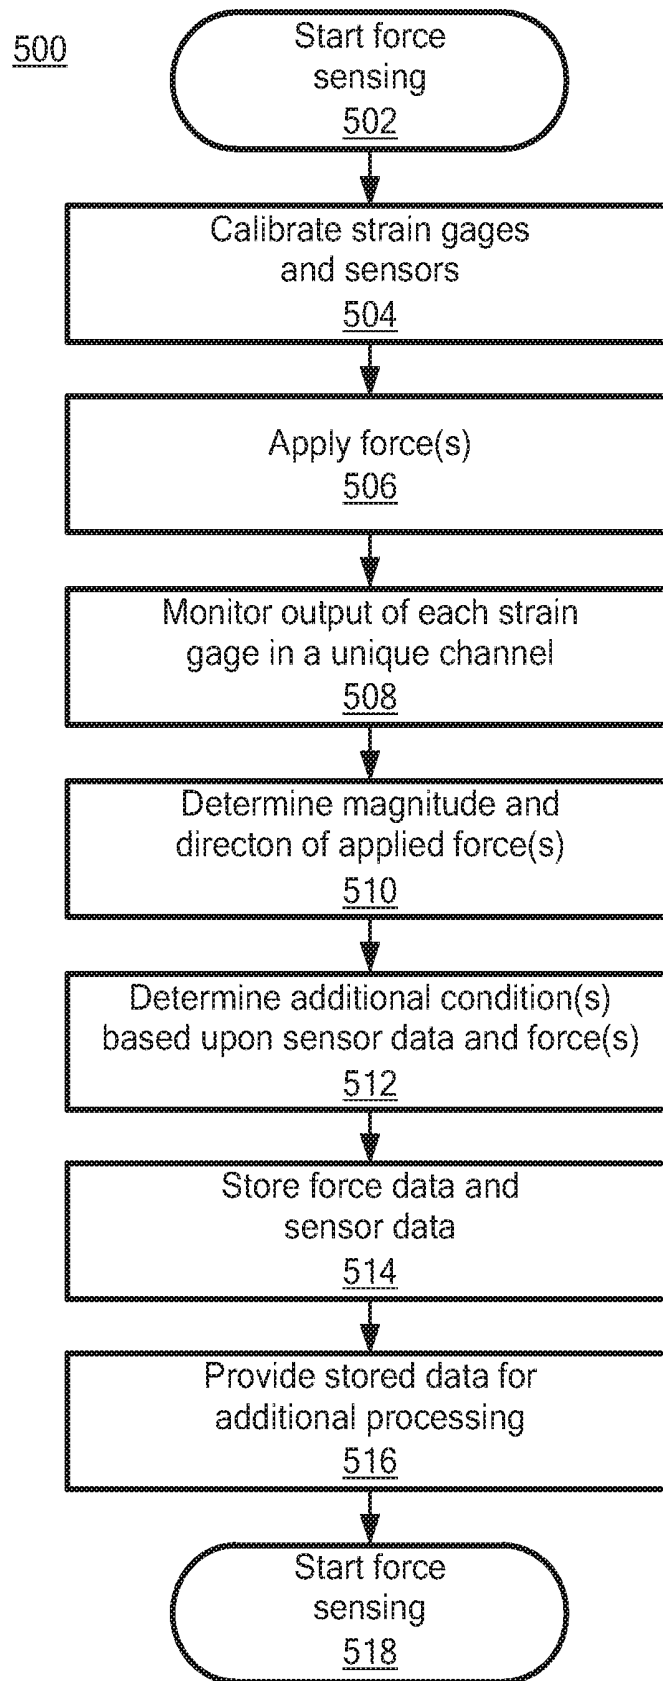 500
Start force
sensing
502
Calibrate strain gages
and sensors
504
Apply force(s)
506
Monitor output of each strain
gage in a unique channel
508
Determine magnitude and
directon of applied force(s)
510
Determine additional condition(s)
based upon sensor data and force(s)
512
Store force data and
sensor data
514
Provide stored data for
additional processing
516
Start force
sensing
518